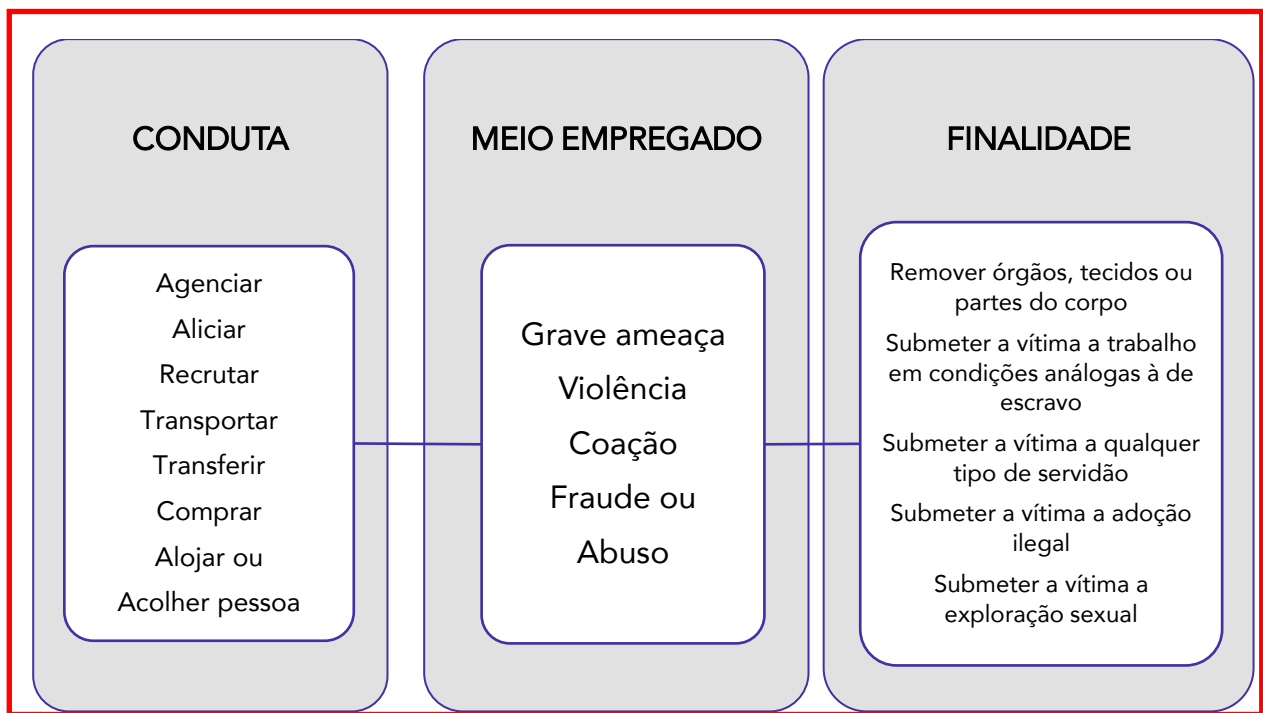 CONDUTA
Agenciar
Aliciar
Recrutar
Transportar
Transferir
Comprar
Alojar ou
Acolher pessoa
MEIO EMPREGADO
Grave ameaça
Violência
Coação
Fraude ou
Abuso
FINALIDADE
Remover órgãos, tecidos ou
partes do corpo
Submeter a vítima a trabalho
em condições análogas à de
escravo
Submeter a vítima a qualquer
tipo de servidão
Submeter a vítima a adoção
ilegal
Submeter a vítima a
exploração sexual